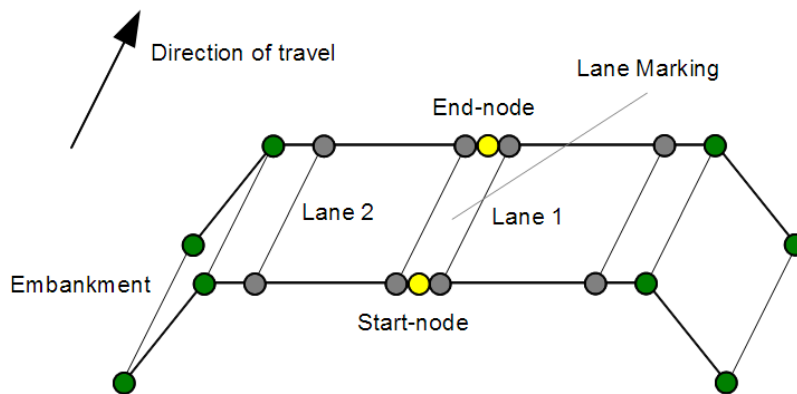 Direction of travel
Lane Marking
End-node
Lane 2
Lane 1
Embankment
Start-node